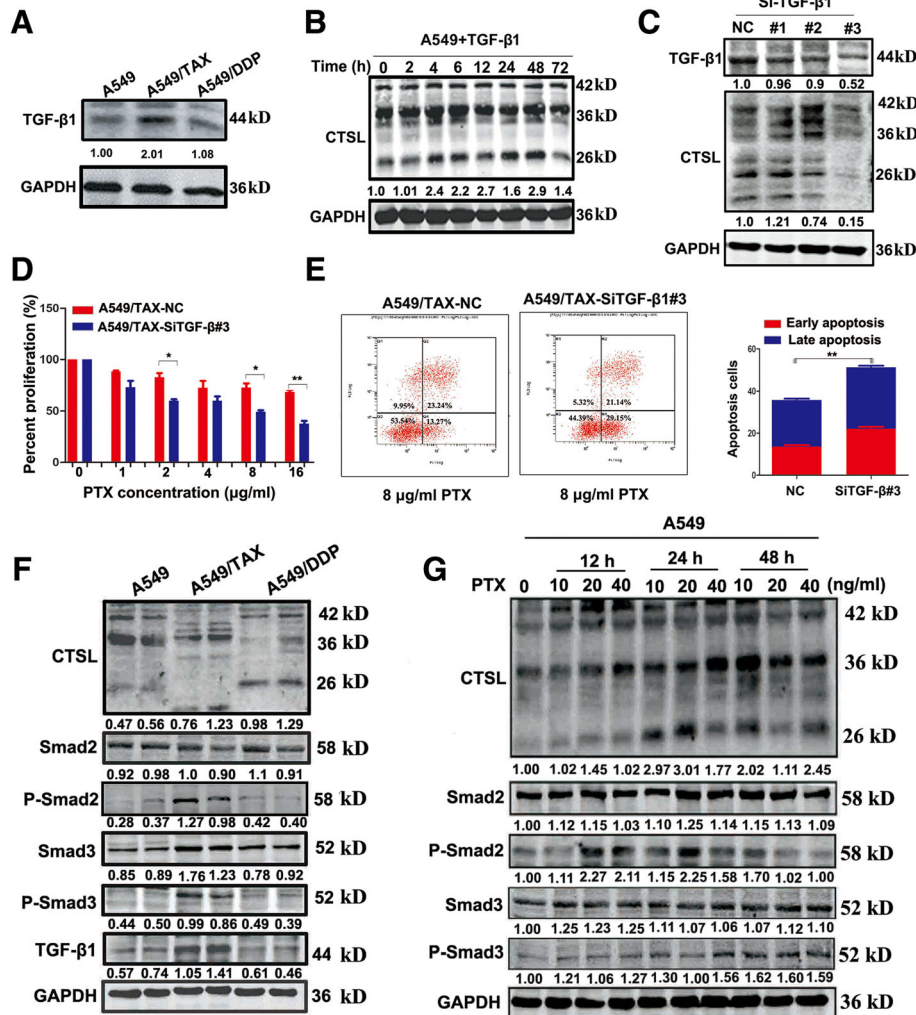 A
A549 A549/TAX A549/DDP
TGF-β1 44kD
1.00 2.01 1.08
GAPDH 36kD
B
A549+TGF-β1
Time (h) 0 2 4 6 12 24 48 72
42kD
36kD
CTSL
26kD
1.0 1.01 2.4 2.2 2.7 1.6 2.9 1.4
GAPDH 36kD
C
Si-TGF-β1
NC #1 #2 #3
TGF-β1 44kD
1.0 0.96 0.9 0.52
42kD
36kD
CTSL
26kD
1.0 1.21 0.74 0.15
GAPDH 36kD
D
A549/TAX-NC
A549/TAX-SiTGF-β#3
Percent proliferation (%)
150
100
50
0
* * **
0 1 2 4 8 16
PTX concentration (μg/ml)
E
A549/TAX-NC A549/TAX-SiTGF-β1#3
9.95% 23.24%
53.54% 13.27%
5.32% 21.14%
44.39% 29.15%
8 μg/ml PTX 8 μg/ml PTX
Early apoptosis
Late apoptosis
Apoptosis cells
60
40
20
0
**
NC SiTGF-β#3
F
A549 A549/TAX A549/DDP
42 kD
CTSL 36 kD
26 kD
0.47 0.56 0.76 1.23 0.98 1.29
Smad2 58 kD
0.92 0.98 1.0 0.90 1.1 0.91
P-Smad2 58 kD
0.28 0.37 1.27 0.98 0.42 0.40
Smad3 52 kD
0.85 0.89 1.76 1.23 0.78 0.92
P-Smad3 52 kD
0.44 0.50 0.99 0.86 0.49 0.39
TGF-β1 44 kD
0.57 0.74 1.05 1.41 0.61 0.46
GAPDH 36 kD
G
A549
12 h 24 h 48 h
PTX 0 10 20 40 10 20 40 10 20 40 (ng/ml)
42 kD
CTSL 36 kD
26 kD
1.00 1.02 1.45 1.02 2.97 3.01 1.77 2.02 1.11 2.45
Smad2 58 kD
1.00 1.12 1.15 1.03 1.10 1.25 1.14 1.15 1.13 1.09
P-Smad2 58 kD
1.00 1.11 2.27 2.11 1.15 2.25 1.58 1.70 1.02 1.00
Smad3 52 kD
1.00 1.25 1.23 1.25 1.11 1.07 1.06 1.07 1.12 1.10
P-Smad3 52 kD
1.00 1.21 1.06 1.27 1.30 1.00 1.56 1.62 1.60 1.59
GAPDH 36 kD